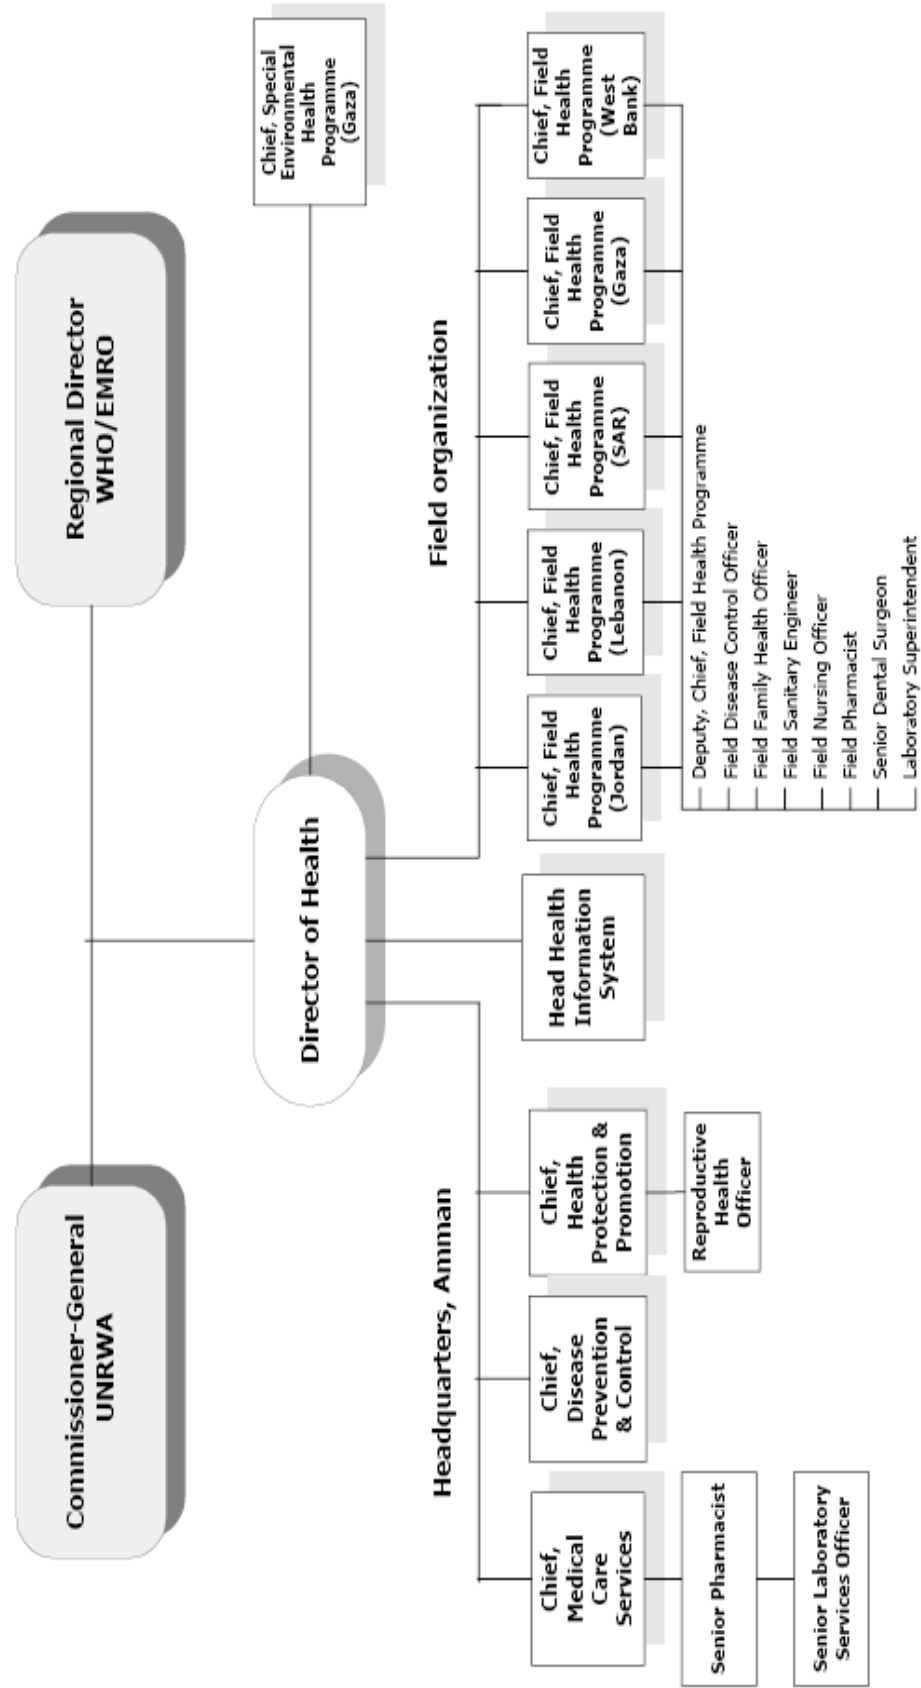 Commissioner-General
UNRWA
Regional Director
WHO/EMRO
Director of Health
Chief, Special
Environmental
Health
Programme
(Gaza)
Headquarters, Amman
Field organization
Chief,
Medical
Care
Services
Chief,
Disease
Prevention
& Control
Chief,
Health
Protection &
Promotion
Head Health
Information
System
Chief, Field
Health
Programme
(Jordan)
Chief, Field
Health
Programme
(Lebanon)
Chief, Field
Health
Programme
(SAR)
Chief, Field
Health
Programme
(Gaza)
Chief, Field
Health
Programme
(West
Bank)
Senior Pharmacist
Senior Laboratory
Services Officer
Reproductive
Health
Officer
Deputy, Chief, Field Health Programme
Field Disease Control Officer
Field Family Health Officer
Field Sanitary Engineer
Field Nursing Officer
Field Pharmacist
Senior Dental Surgeon
Laboratory Superintendent